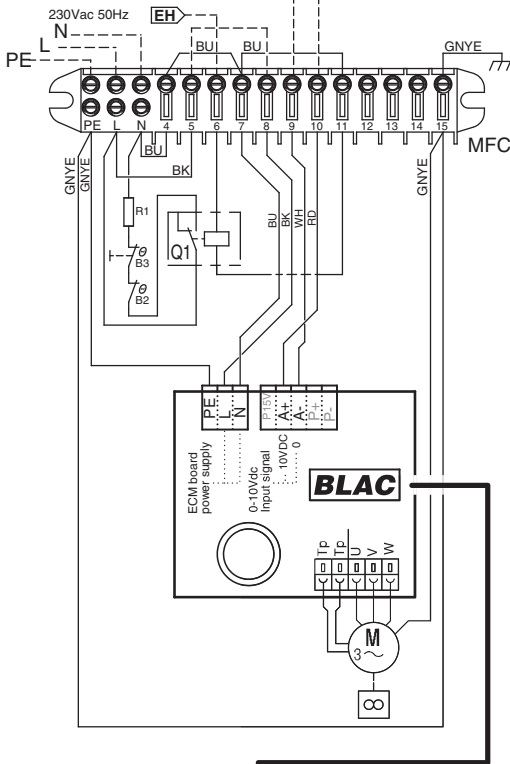 230Vac 50Hz
EH
N
L
PE
BU
BU
BU
GNYE
PE L N 4 5 6 7 8 9 10 11 12 13 14 15
MFC
BU
BK
GNYE
GNYE
R1
B3
B2
Q1
BU
BK
WH
RD
PE
L
N
P15V
A+
A-
P+
P-
ECM board
power supply
0-10Vdc
Input signal
10VDC
0
BLAC
Tp
Tp
U
V
W
M
3